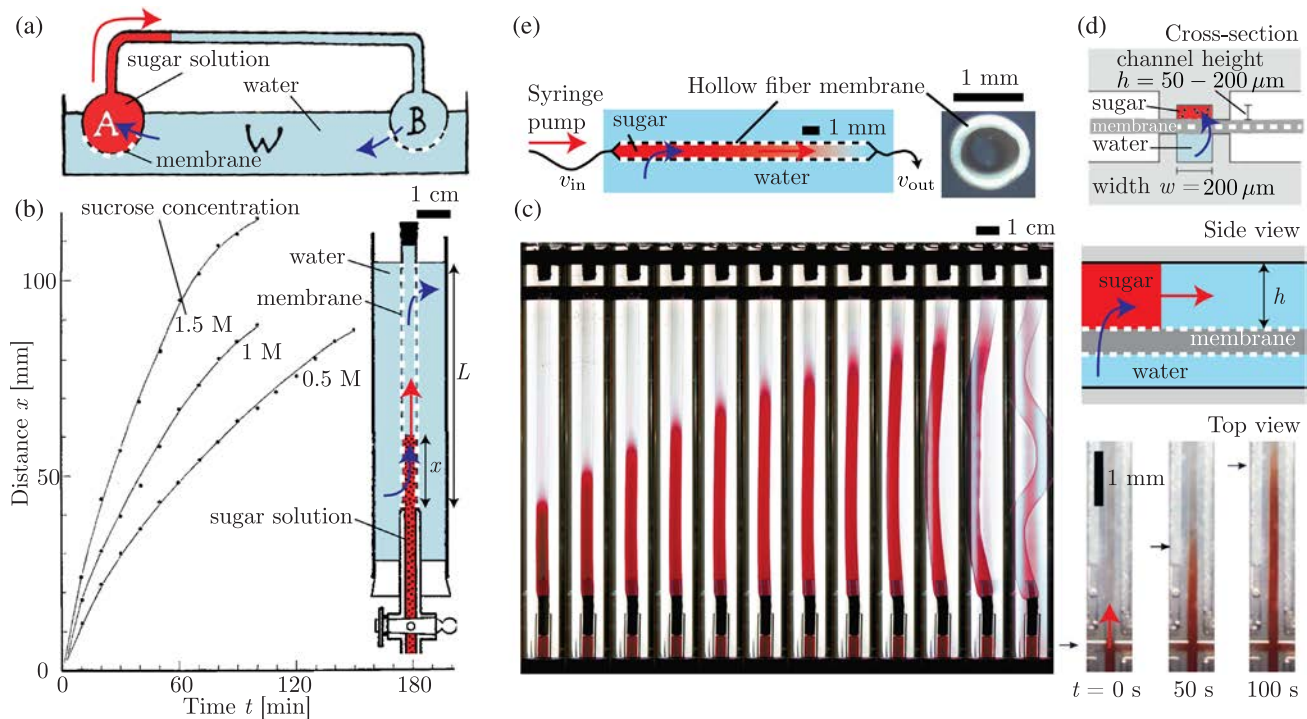 (a)
sugar solution
water
A
W
B
membrane
(b)
sucrose concentration
1 cm
water
membrane
1.5 M
1 M
0.5 M
L
x
sugar solution
Distance x [mm]
100
50
0
0
60
120
180
Time t [min]
(e)
Hollow fiber membrane
1 mm
Syringe
pump
sugar
1 mm
water
v_in
v_out
(c)
1 cm
(d)
Cross-section
channel height
h = 50 − 200 μm
sugar
membrane
water
width w = 200 μm
Side view
sugar
h
membrane
water
Top view
1 mm
t = 0 s
50 s
100 s